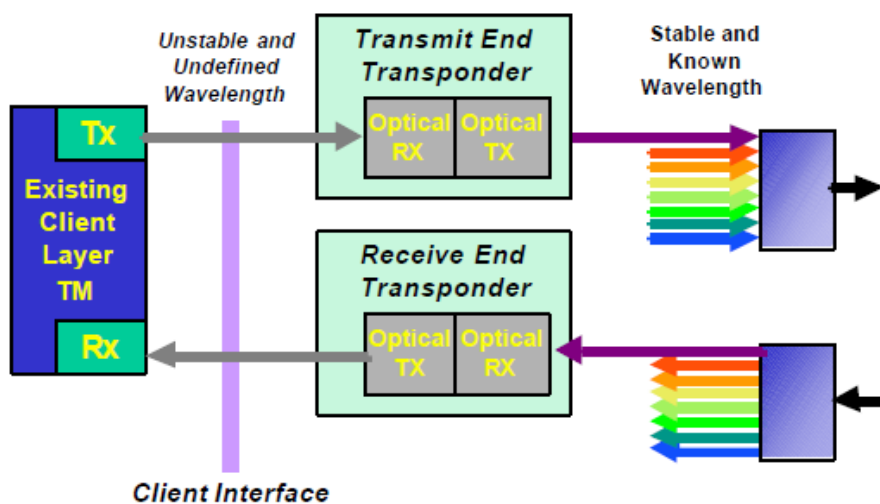 Unstable and
Undefined
Wavelength
Transmit End
Transponder
Stable and
Known
Wavelength
Tx
Optical
RX
Optical
TX
Existing
Client
Layer
TM
Receive End
Transponder
Rx
Optical
TX
Optical
RX
Client Interface